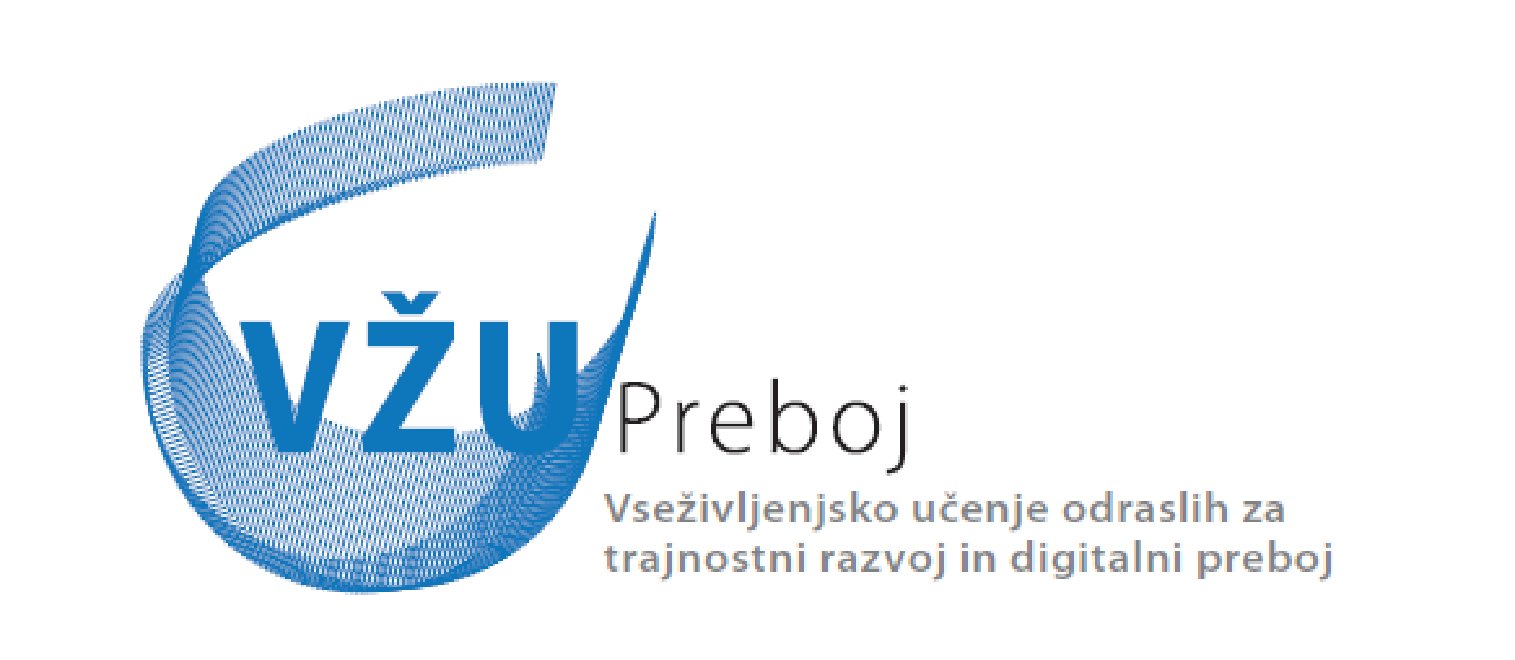 VŽU Preboj
Vseživljenjsko učenje odraslih za
trajnostni razvoj in digitalni preboj